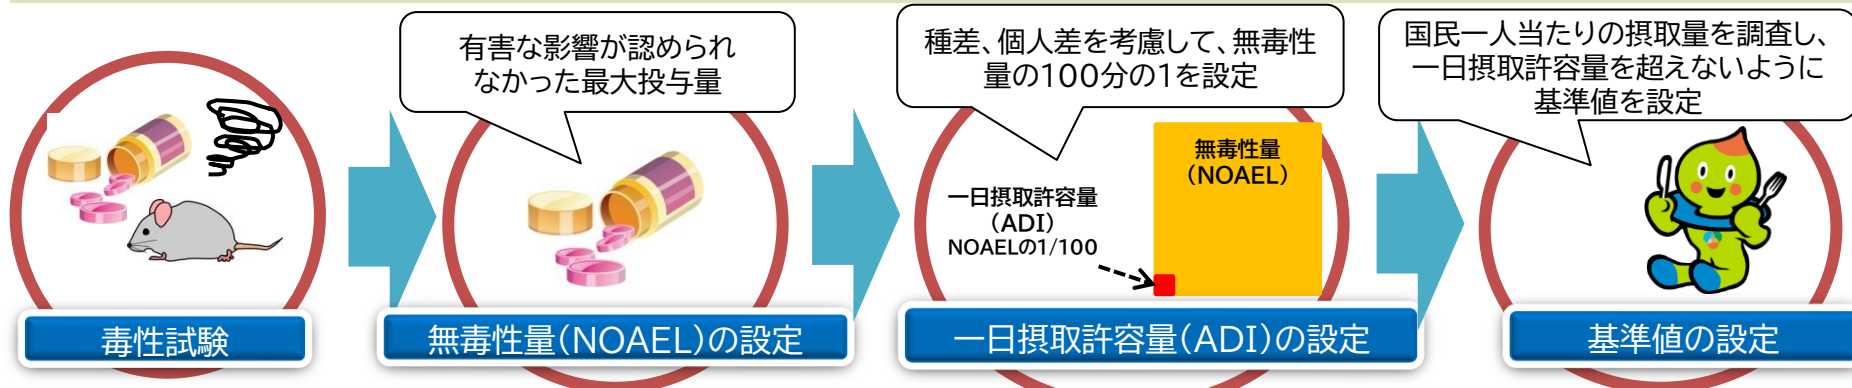 有害な影響が認められ
なかった最大投与量
種差、個人差を考慮して、無毒性
量の100分の1を設定
国民一人当たりの摂取量を調査し、
一日摂取許容量を超えないように
基準値を設定
無毒性量
(NOAEL)
一日摂取許容量
(ADI)
NOAELの1/100
毒性試験
無毒性量(NOAEL)の設定
一日摂取許容量(ADI)の設定
基準値の設定